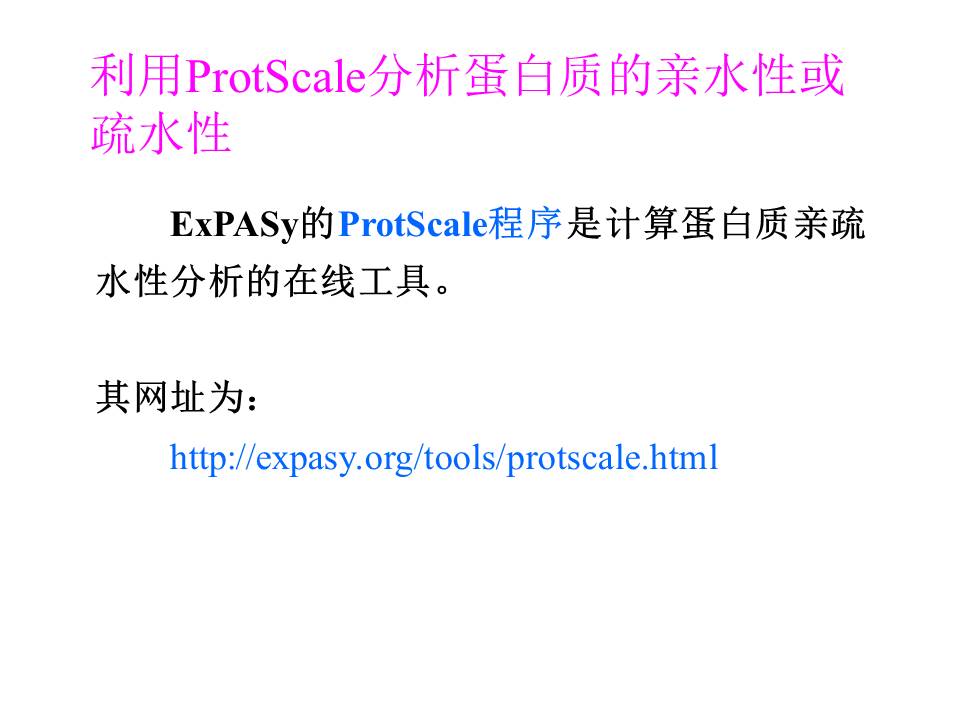 利用ProtScale分析蛋白质的亲水性或
疏水性
ExPASy的ProtScale程序是计算蛋白质亲疏
水性分析的在线工具。
其网址为：
http://expasy.org/tools/protscale.html